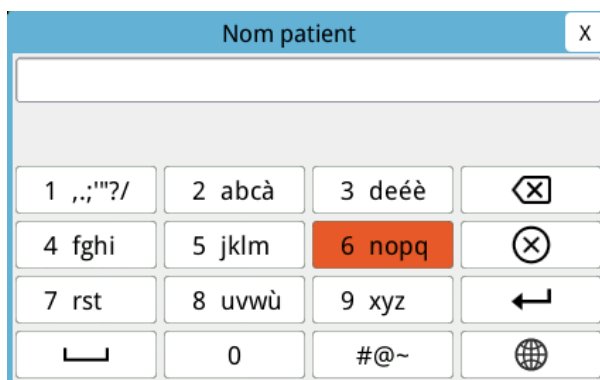 Nom patient X
1 ,.;'"?/ 2 abcà 3 deéè
4 fghi 5 jklm 6 nopq
7 rst 8 uvwù 9 xyz
0 #@~